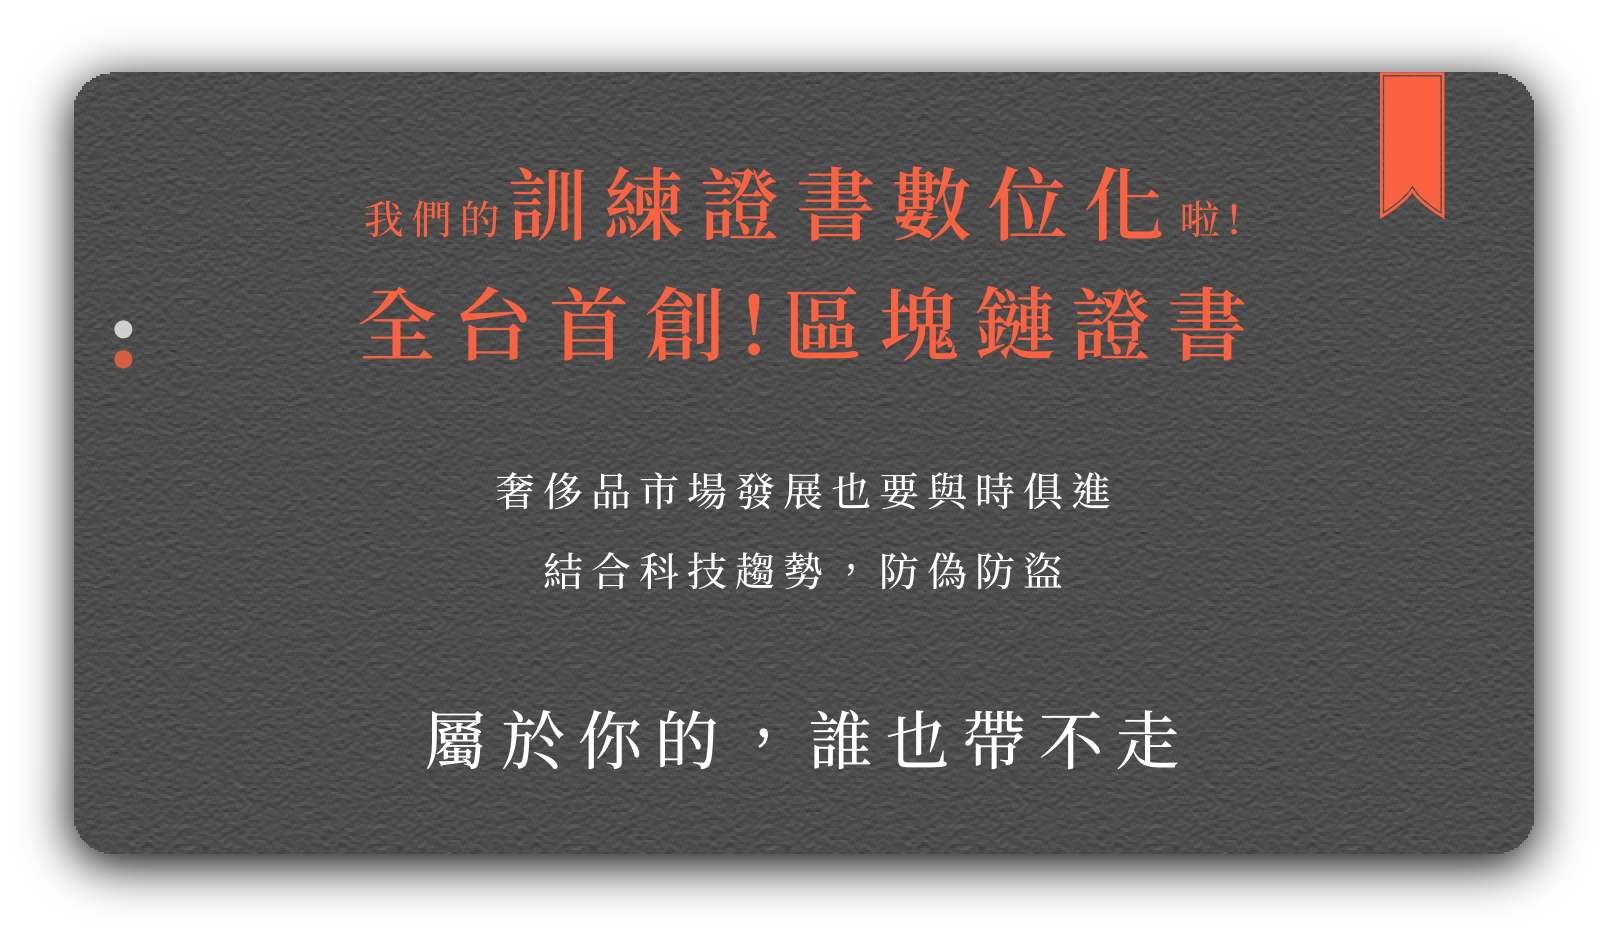 我們的訓練證書數位化啦!
全台首創!區塊鏈證書
奢侈品市場發展也要與時俱進
結合科技趨勢，防偽防盜
屬於你的，誰也帶不走